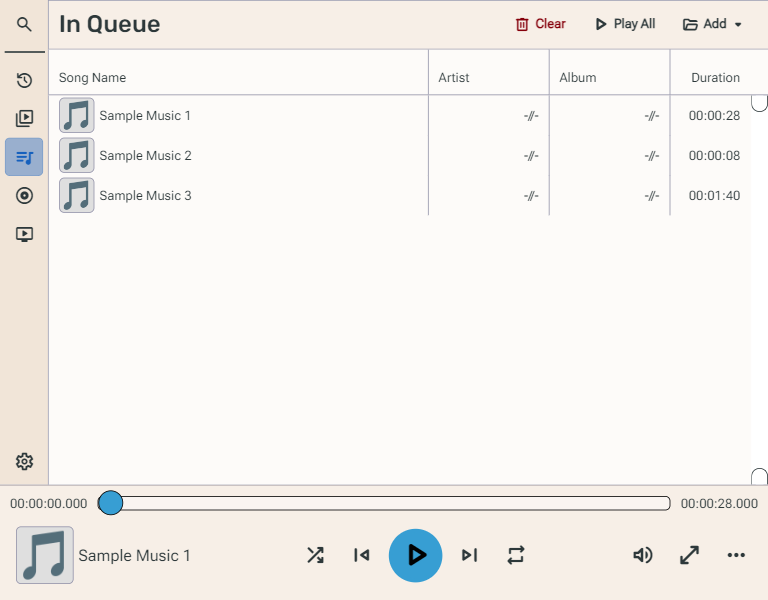 In Queue
Clear
Play All
Add
Song Name Artist Album Duration
Sample Music 1 -//- -//- 00:00:28
Sample Music 2 -//- -//- 00:00:08
Sample Music 3 -//- -//- 00:01:40
00:00:00.000 00:00:28.000
Sample Music 1